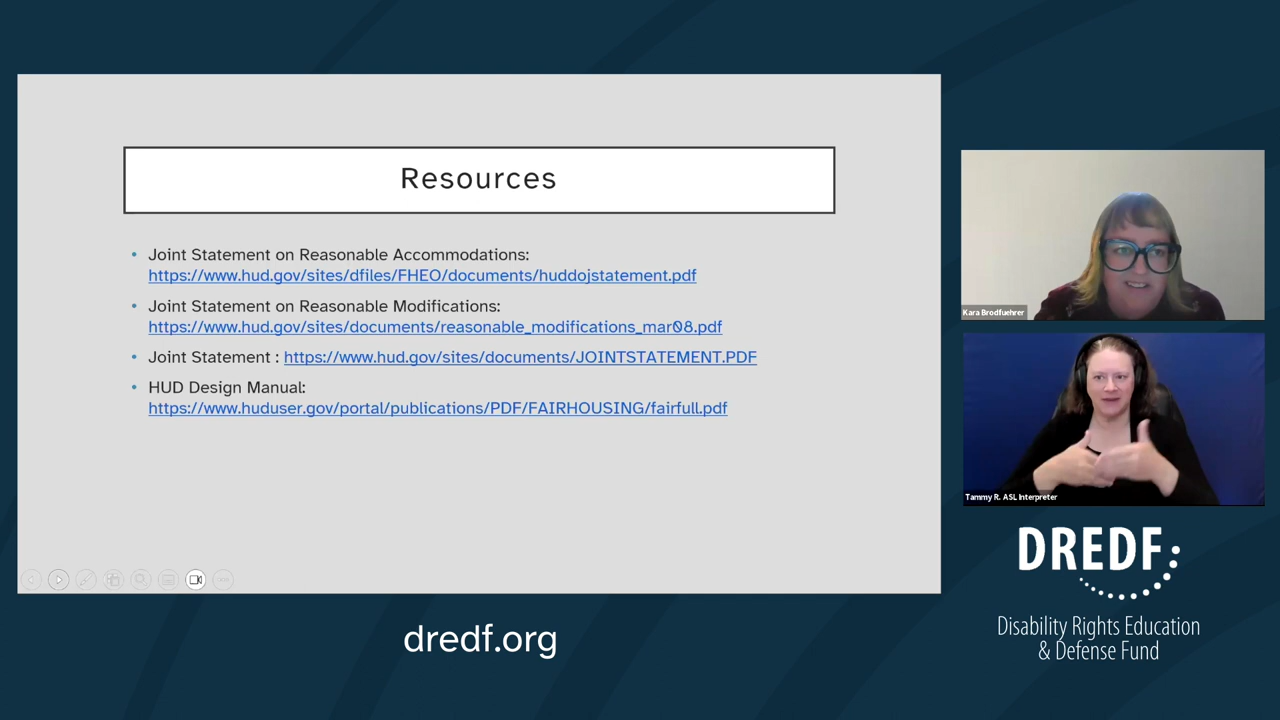 Resources
Joint Statement on Reasonable Accommodations:
https://www.hud.gov/sites/dfiles/FHEO/documents/huddojstatement.pdf
Joint Statement on Reasonable Modifications:
https://www.hud.gov/sites/documents/reasonable_modifications_mar08.pdf
Joint Statement : https://www.hud.gov/sites/documents/JOINTSTATEMENT.PDF
HUD Design Manual:
https://www.huduser.gov/portal/publications/PDF/FAIRHOUSING/fairfull.pdf
Kara Brodfuehrer
Tammy R. ASL Interpreter
DREDF
Disability Rights Education
& Defense Fund
dredf.org